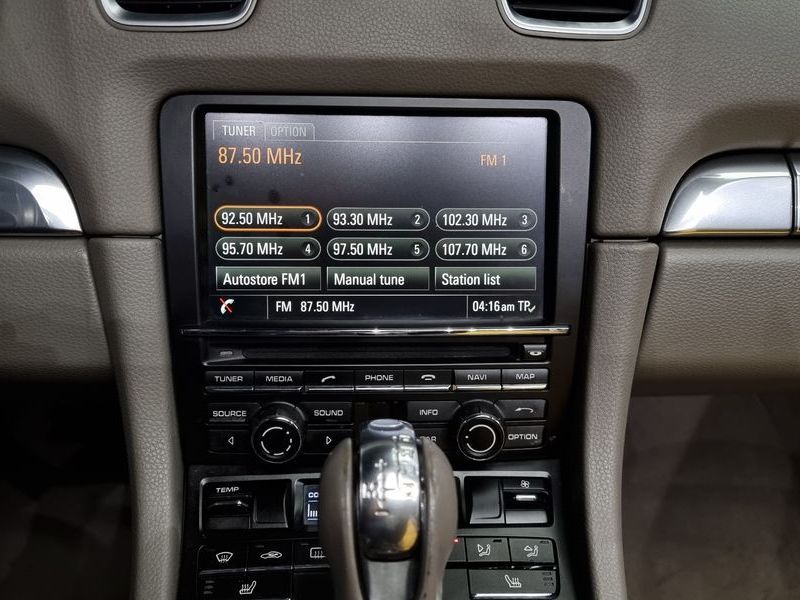 TUNER OPTION
87.50 MHz FM 1
92.50 MHz 1 93.30 MHz 2 102.30 MHz 3
95.70 MHz 4 97.50 MHz 5 107.70 MHz 6
Autostore FM1 Manual tune Station list
FM 87.50 MHz 04:16 am TP
TUNER MEDIA PHONE NAVI MAP
SOURCE SOUND INFO
OPTION
TEMP